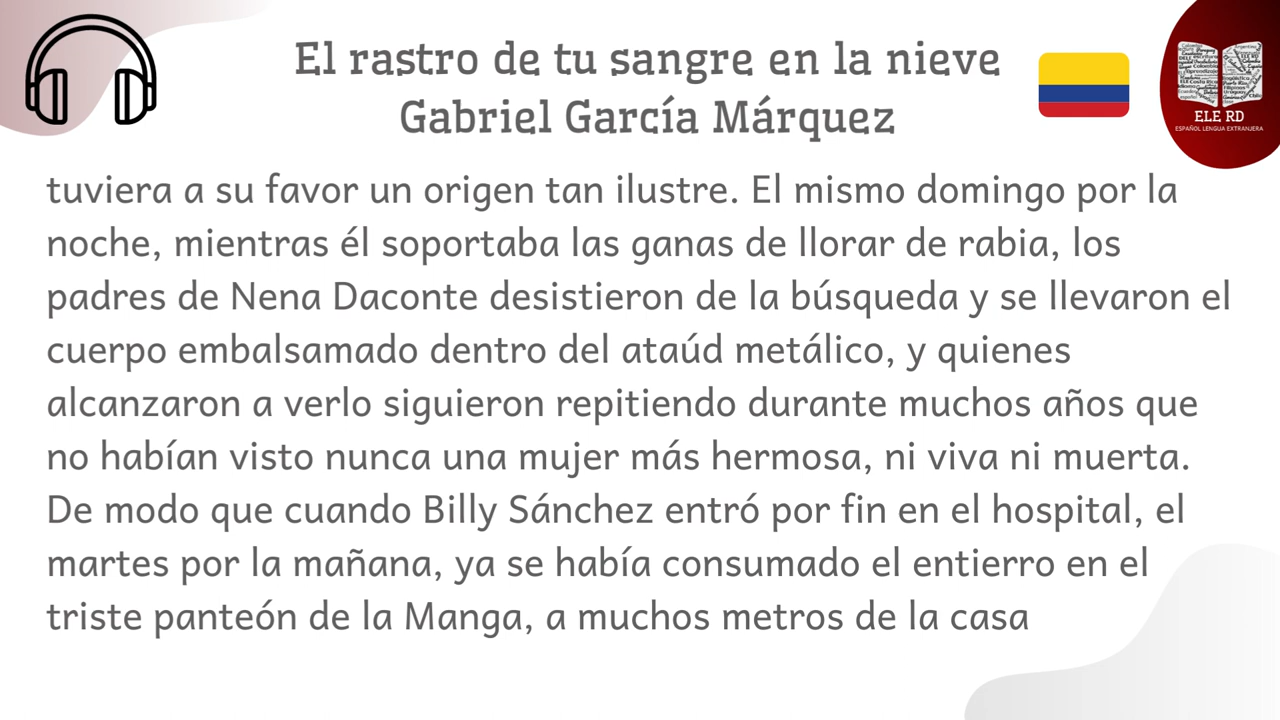 El rastro de tu sangre en la nieve
Gabriel García Márquez
ELE RD
ESPAÑOL LENGUA EXTRANJERA
tuviera a su favor un origen tan ilustre. El mismo domingo por la
noche, mientras él soportaba las ganas de llorar de rabia, los
padres de Nena Daconte desistieron de la búsqueda y se llevaron el
cuerpo embalsamado dentro del ataúd metálico, y quienes
alcanzaron a verlo siguieron repitiendo durante muchos años que
no habían visto nunca una mujer más hermosa, ni viva ni muerta.
De modo que cuando Billy Sánchez entró por fin en el hospital, el
martes por la mañana, ya se había consumado el entierro en el
triste panteón de la Manga, a muchos metros de la casa